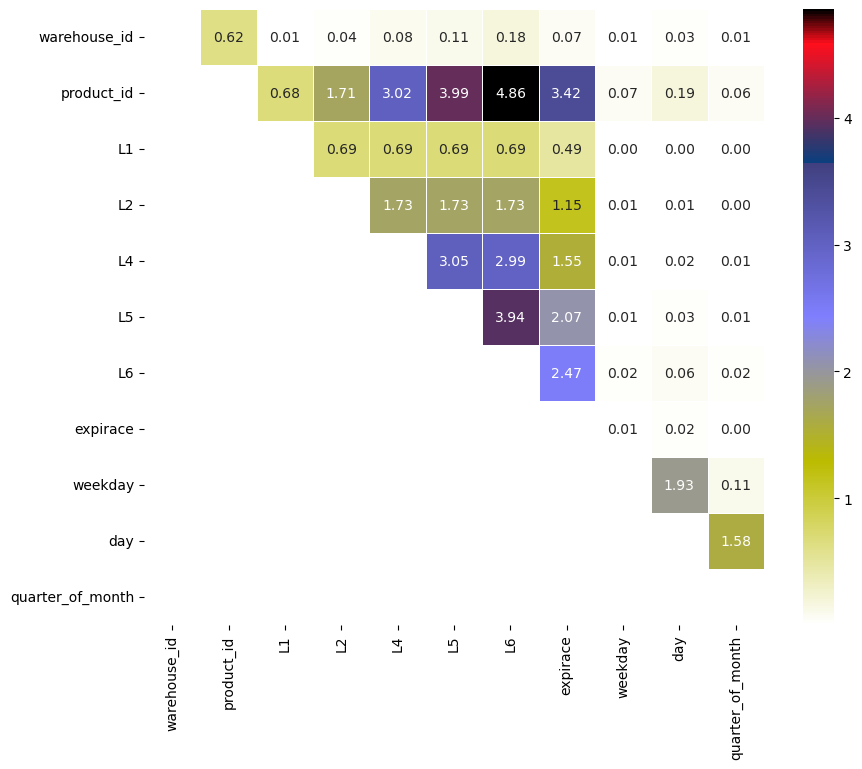 warehouse_id 0.62 0.01 0.04 0.08 0.11 0.18 0.07 0.01 0.03 0.01
product_id 0.68 1.71 3.02 3.99 4.86 3.42 0.07 0.19 0.06
4
L1 0.69 0.69 0.69 0.69 0.49 0.00 0.00 0.00
L2 1.73 1.73 1.73 1.15 0.01 0.01 0.00
3
L4 3.05 2.99 1.55 0.01 0.02 0.01
L5 3.94 2.07 0.01 0.03 0.01
L6 2.47 0.02 0.06 0.02
2
expirace 0.01 0.02 0.00
weekday 1.93 0.11
1
day 1.58
quarter_of_month
warehouse_id product_id L1 L2 L4 L5 L6 expirace weekday day quarter_of_month